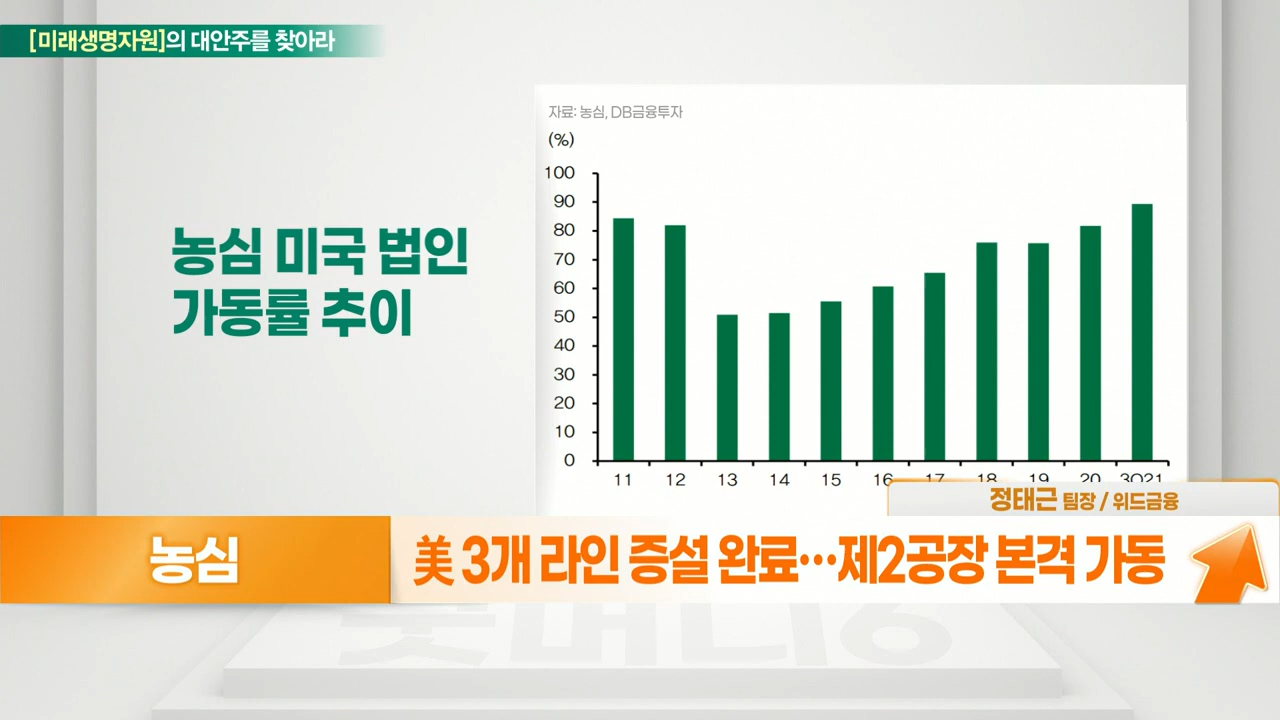 [미래생명자원]의 대안주를 찾아라
자료: 농심, DB금융투자
(%)
100
90
80
70
60
50
40
30
20
10
0
11 12 13 14 15 16 17 18 19 20 3Q21
농심 미국 법인
가동률 추이
정태근 팀장 / 위드금융
농심
美 3개 라인 증설 완료…제2공장 본격 가동